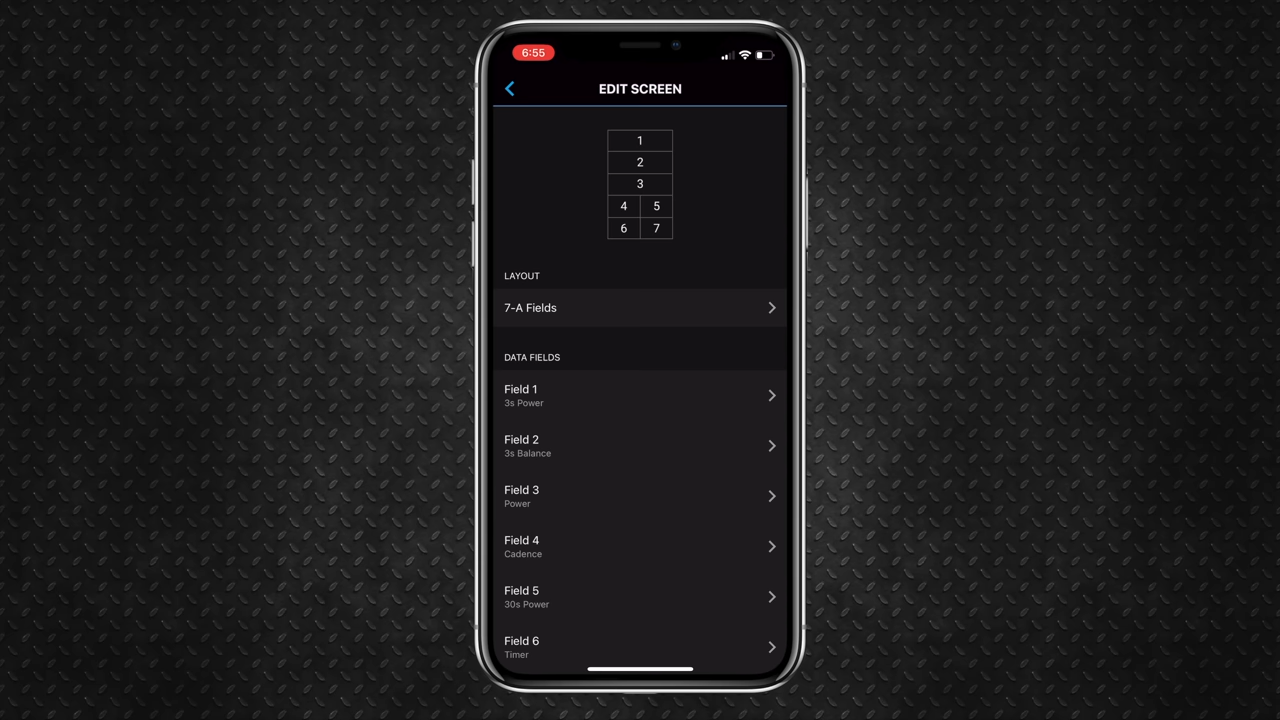 6:55
EDIT SCREEN
1
2
3
4 5
6 7
LAYOUT
7-A Fields
DATA FIELDS
Field 1
3s Power
Field 2
3s Balance
Field 3
Power
Field 4
Cadence
Field 5
30s Power
Field 6
Timer